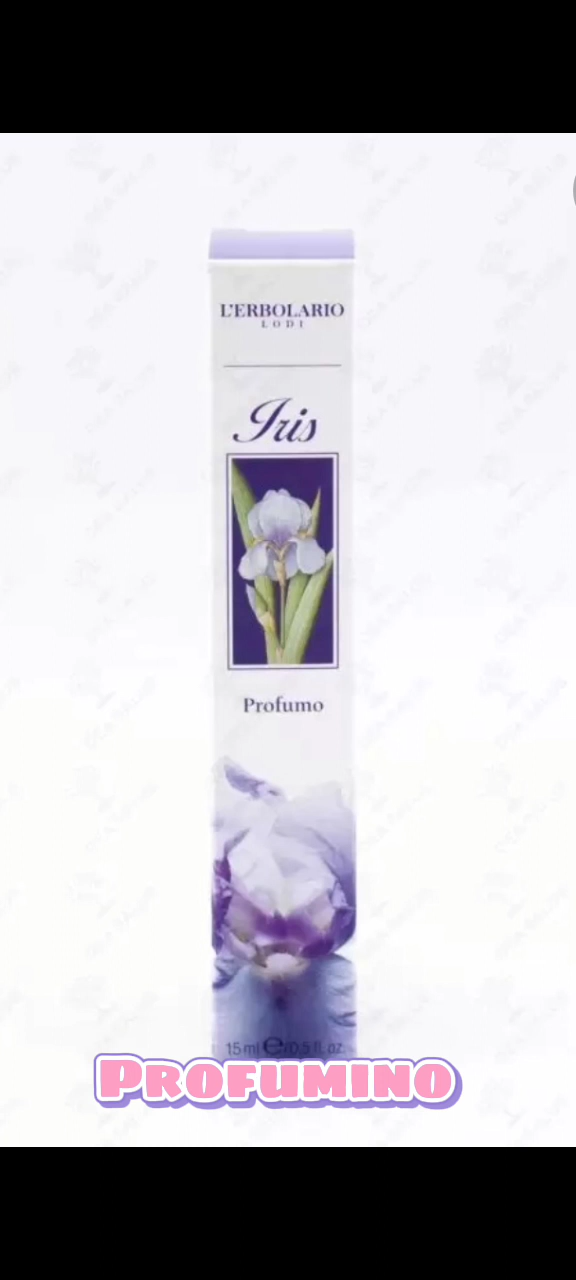 L'ERBOLARIO
LODI
Iris
Profumo
15 ml e/0,5 fl. oz.
PROFUMINO